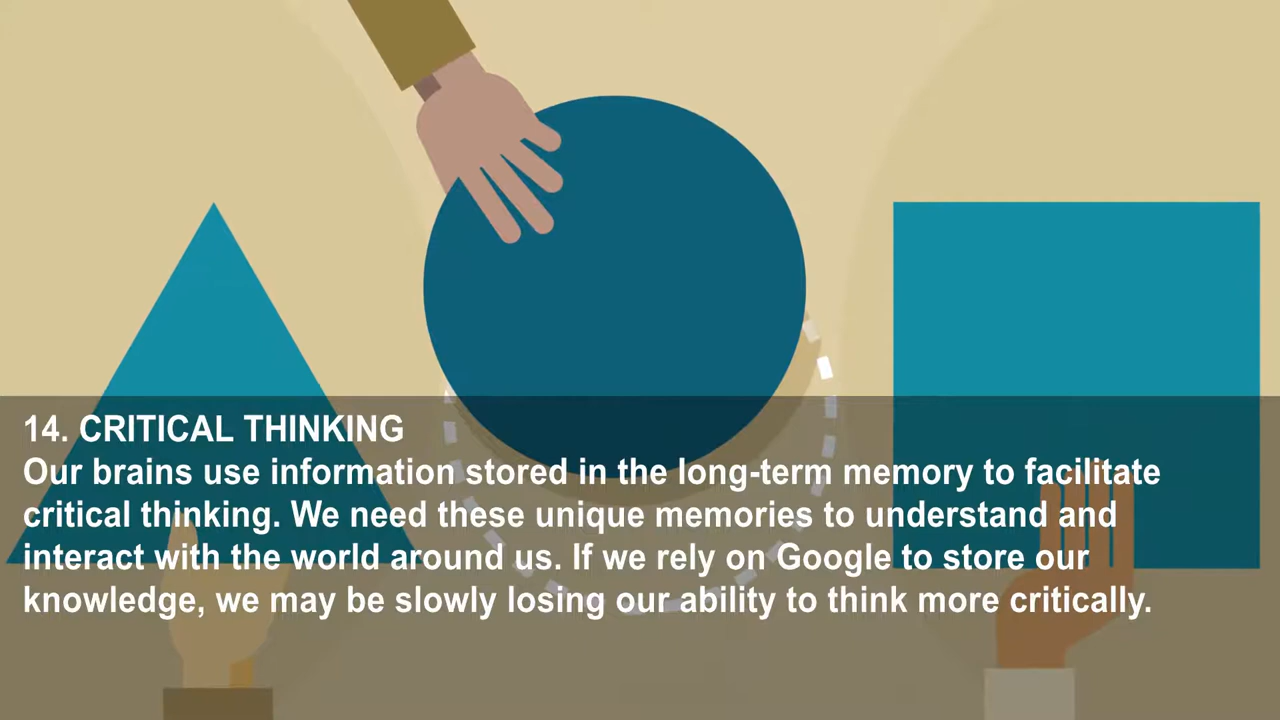 14. CRITICAL THINKING
Our brains use information stored in the long-term memory to facilitate
critical thinking. We need these unique memories to understand and
interact with the world around us. If we rely on Google to store our
knowledge, we may be slowly losing our ability to think more critically.